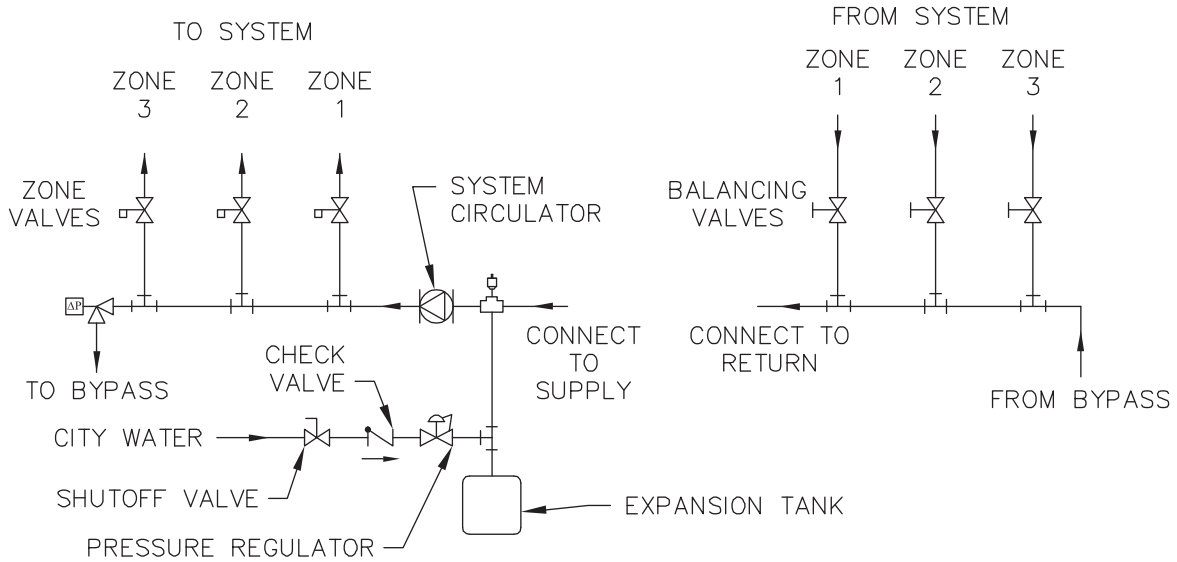 TO SYSTEM
ZONE
3
ZONE
2
ZONE
1
ZONE
VALVES
SYSTEM
CIRCULATOR
ΔP
TO BYPASS
CONNECT
TO
SUPPLY
CHECK
VALVE
CITY WATER
SHUTOFF VALVE
PRESSURE REGULATOR
EXPANSION TANK
FROM SYSTEM
ZONE
1
ZONE
2
ZONE
3
BALANCING
VALVES
CONNECT TO
RETURN
FROM BYPASS